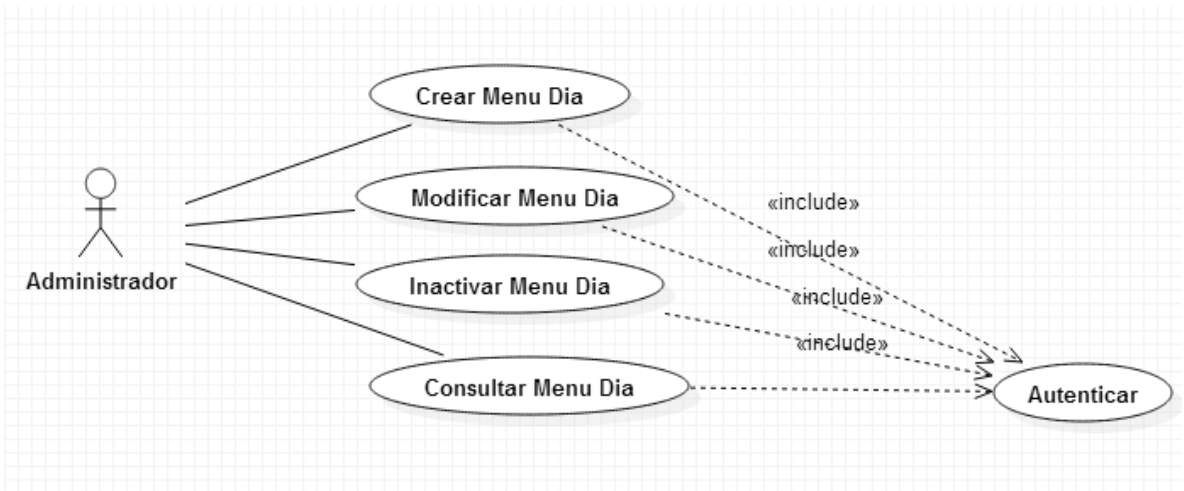 Crear Menu Dia
Modificar Menu Dia
«include»
«include»
Administrador
Inactivar Menu Dia
«include»
«include»
Consultar Menu Dia
Autenticar